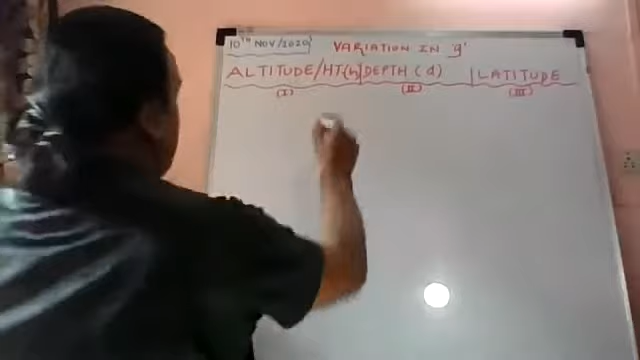 10TH NOV/2020 VARIATION IN 'g'
ALTITUDE/HT(h) DEPTH (d) LATITUDE
(I) (II) (III)